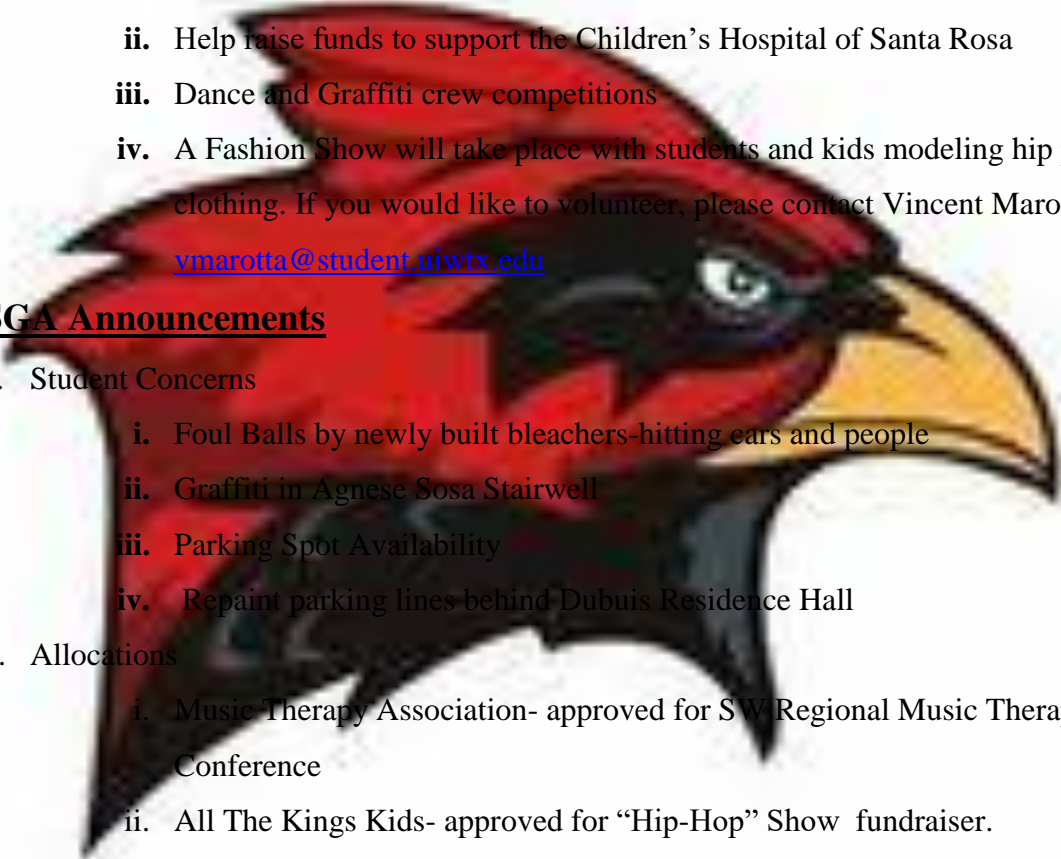 ii. Help raise funds to support the Children's Hospital of Santa Rosa
iii. Dance and Graffiti crew competitions
iv. A Fashion Show will take place with students and kids modeling hip
clothing. If you would like to volunteer, please contact Vincent Maro
vmarotta@student.uiwtx.edu
SGA Announcements
. Student Concerns
i. Foul Balls by newly built bleachers-hitting cars and people
ii. Graffiti in Agnese Sosa Stairwell
iii. Parking Spot Availability
iv. Repaint parking lines behind Dubuis Residence Hall
. Allocations
i. Music Therapy Association- approved for SW Regional Music Therap
Conference
ii. All The Kings Kids- approved for “Hip-Hop” Show fundraiser.